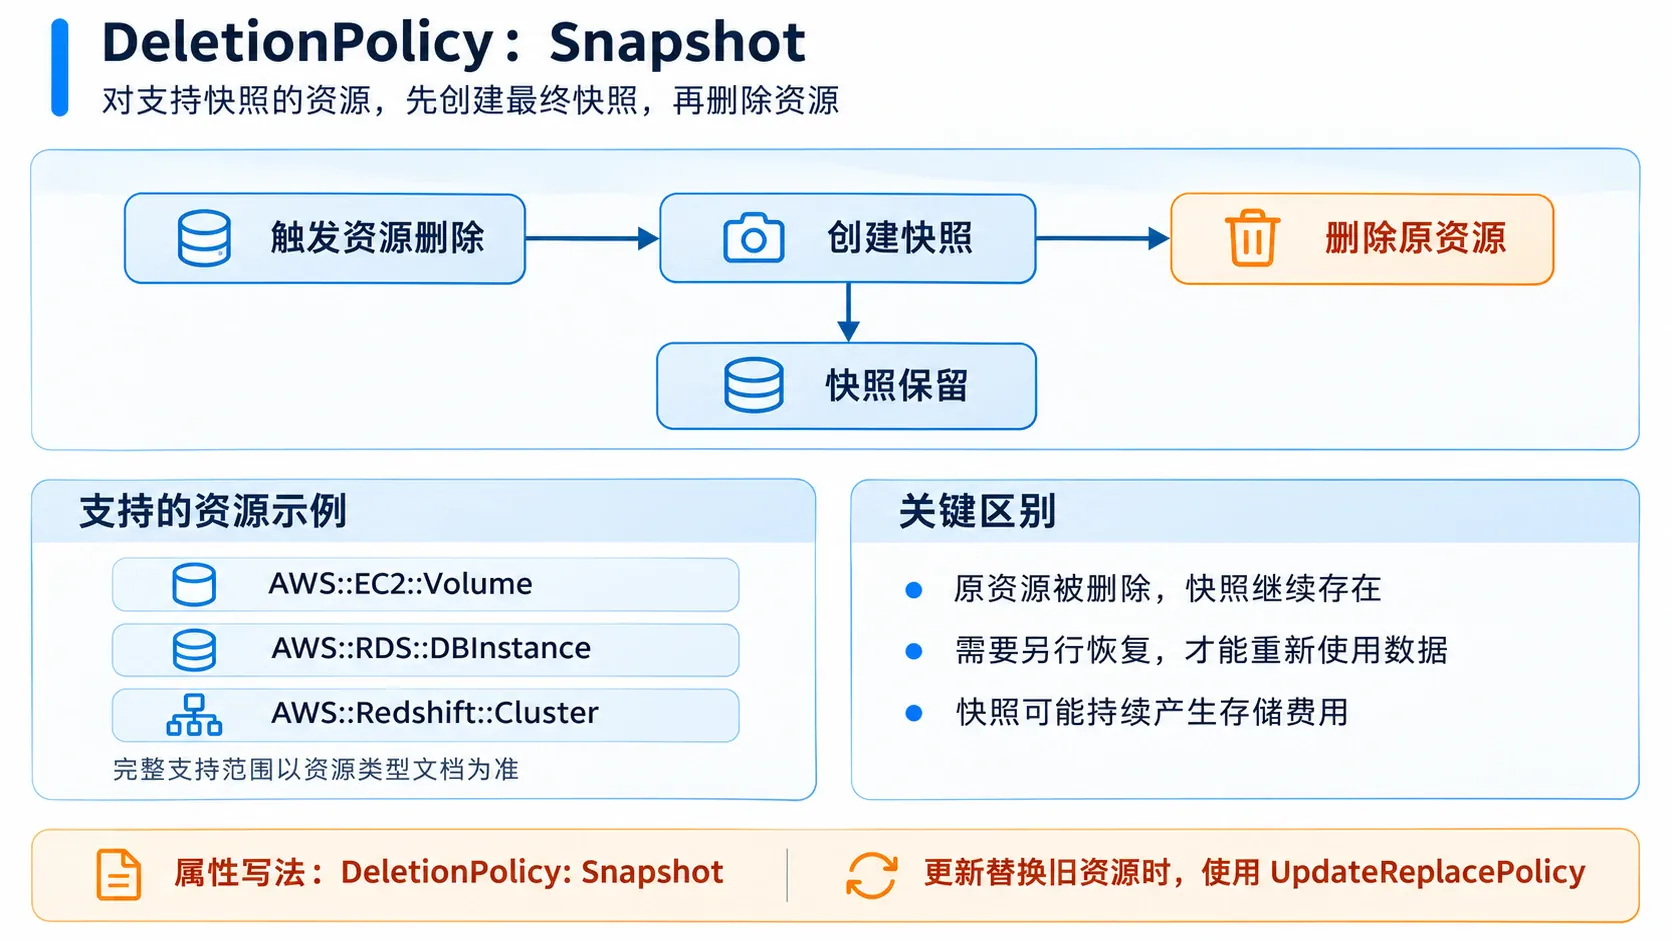 DeletionPolicy：Snapshot
对支持快照的资源，先创建最终快照，再删除资源
触发资源删除
创建快照
删除原资源
快照保留
支持的资源示例
AWS::EC2::Volume
AWS::RDS::DBInstance
AWS::Redshift::Cluster
完整支持范围以资源类型文档为准
关键区别
原资源被删除，快照继续存在
需要另行恢复，才能重新使用数据
快照可能持续产生存储费用
属性写法：DeletionPolicy: Snapshot
更新替换旧资源时，使用 UpdateReplacePolicy